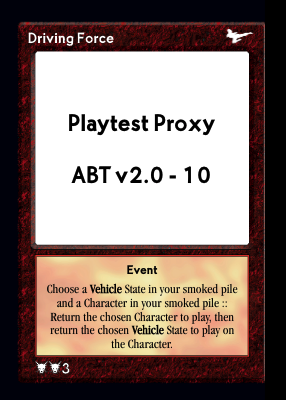 Driving Force
Playtest Proxy
ABT v2.0 - 10
Event
Choose a Vehicle State in your smoked pile
and a Character in your smoked pile ::
Return the chosen Character to play, then
return the chosen Vehicle State to play on
the Character.
3